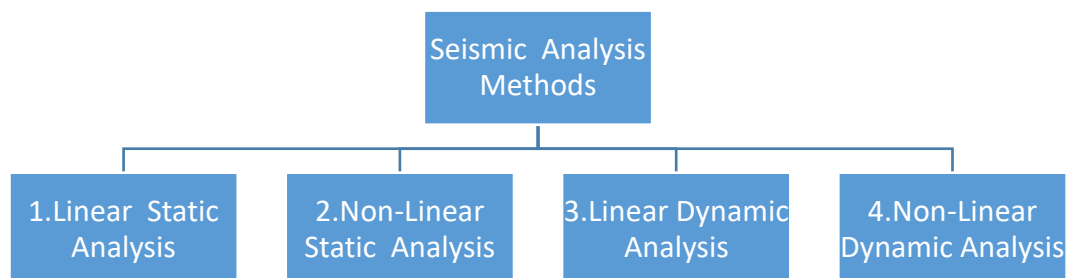 Seismic Analysis
Methods
1.Linear Static
Analysis
2.Non-Linear
Static Analysis
3.Linear Dynamic
Analysis
4.Non-Linear
Dynamic Analysis